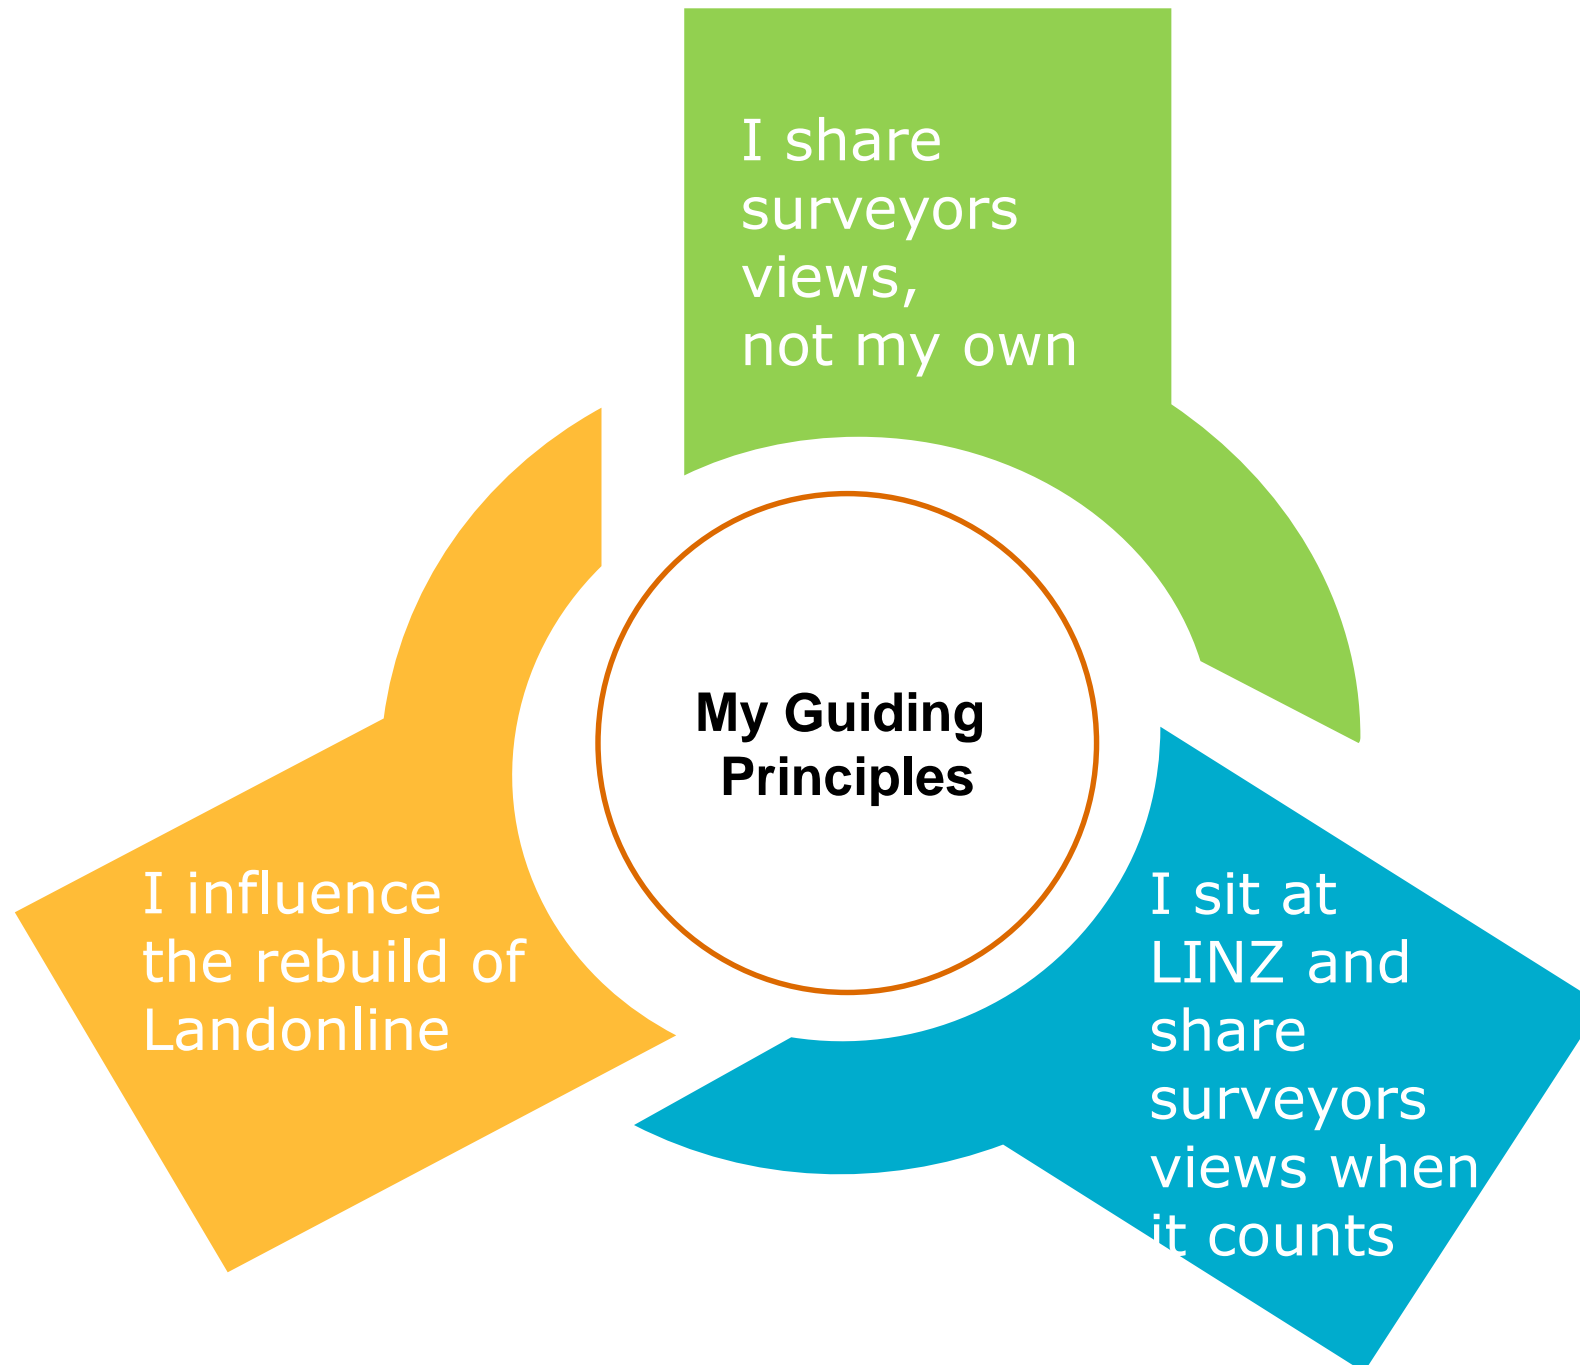 I share
surveyors
views,
not my own
My Guiding
Principles
I influence
the rebuild of
Landonline
I sit at
LINZ and
share
surveyors
views when
it counts